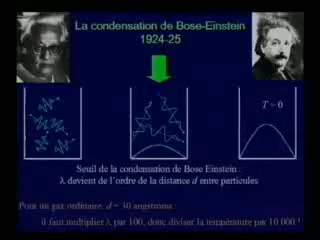 La condensation de Bose-Einstein
1924-25
T = 0
Seuil de la condensation de Bose Einstein :
λ devient de l'ordre de la distance d entre particules
Pour un gaz ordinaire, d = 30 angstroms :
il faut multiplier λ par 100, donc diviser la température par 10 000 !